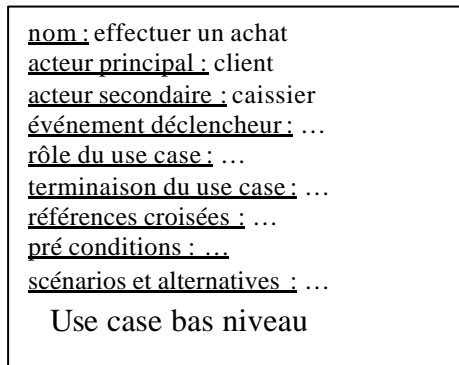 nom : effectuer un achat
acteur principal : client
acteur secondaire : caissier
événement déclencheur : …
rôle du use case : …
terminaison du use case : …
références croisées : …
pré conditions : …
scénarios et alternatives : …
Use case bas niveau